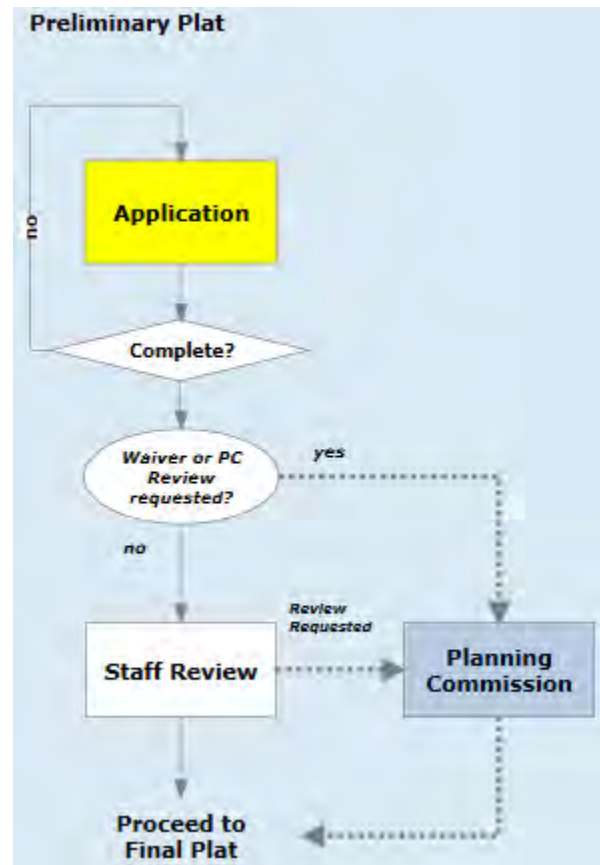 Preliminary Plat
no
Application
Complete?
Waiver or PC
Review
requested?
yes
no
Review
Requested
Staff Review
Planning
Commission
Proceed to
Final Plat